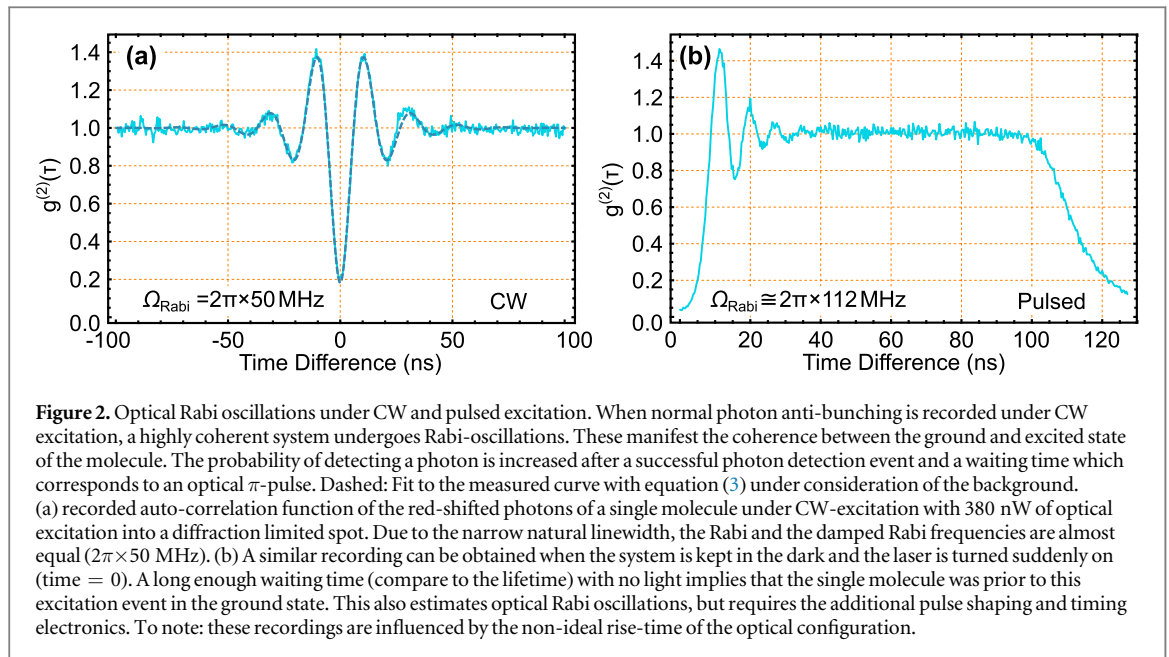 (a)
g(2)(τ)
1.4
1.2
1.0
0.8
0.6
0.4
0.2
0.0
Ω_Rabi =2π×50 MHz
CW
-100
-50
0
50
100
Time Difference (ns)
(b)
g(2)(τ)
1.4
1.2
1.0
0.8
0.6
0.4
0.2
0.0
Ω_Rabi ≅ 2π×112 MHz
Pulsed
0
20
40
60
80
100
120
Time Difference (ns)
Figure 2. Optical Rabi oscillations under CW and pulsed excitation. When normal photon anti-bunching is recorded under CW
excitation, a highly coherent system undergoes Rabi-oscillations. These manifest the coherence between the ground and excited state
of the molecule. The probability of detecting a photon is increased after a successful photon detection event and a waiting time which
corresponds to an optical π-pulse. Dashed: Fit to the measured curve with equation (3) under consideration of the background.
(a) recorded auto-correlation function of the red-shifted photons of a single molecule under CW-excitation with 380 nW of optical
excitation into a diffraction limited spot. Due to the narrow natural linewidth, the Rabi and the damped Rabi frequencies are almost
equal (2π×50 MHz). (b) A similar recording can be obtained when the system is kept in the dark and the laser is turned suddenly on
(time = 0). A long enough waiting time (compare to the lifetime) with no light implies that the single molecule was prior to this
excitation event in the ground state. This also estimates optical Rabi oscillations, but requires the additional pulse shaping and timing
electronics. To note: these recordings are influenced by the non-ideal rise-time of the optical configuration.